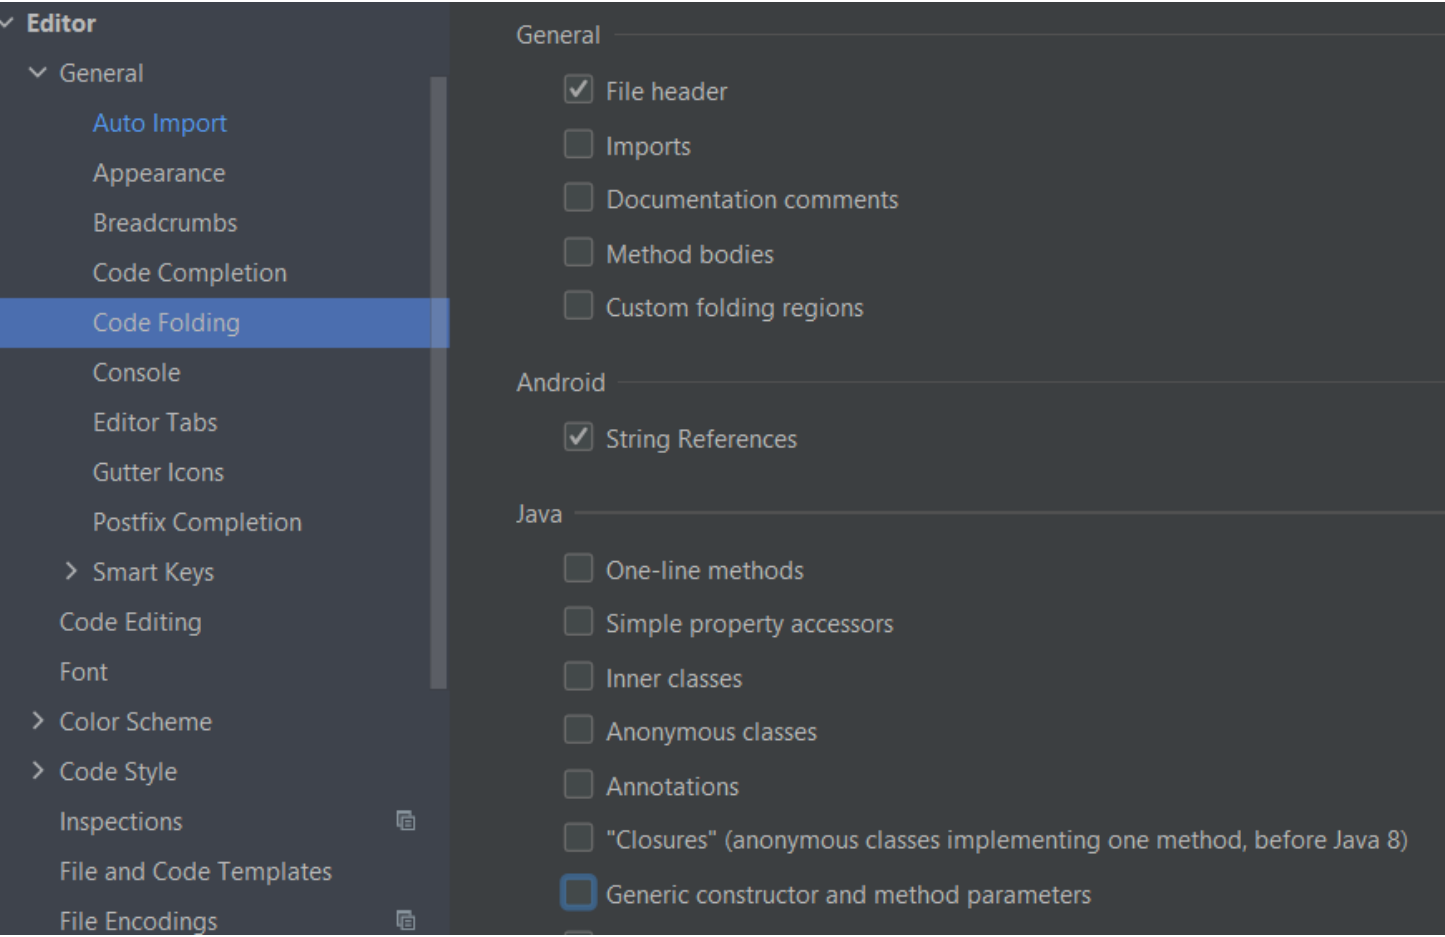 Editor
General
Auto Import
Appearance
Breadcrumbs
Code Completion
Code Folding
Console
Editor Tabs
Gutter Icons
Postfix Completion
Smart Keys
Code Editing
Font
Color Scheme
Code Style
Inspections
File and Code Templates
File Encodings
General
File header
Imports
Documentation comments
Method bodies
Custom folding regions
Android
String References
Java
One-line methods
Simple property accessors
Inner classes
Anonymous classes
Annotations
"Closures" (anonymous classes implementing one method, before Java 8)
Generic constructor and method parameters